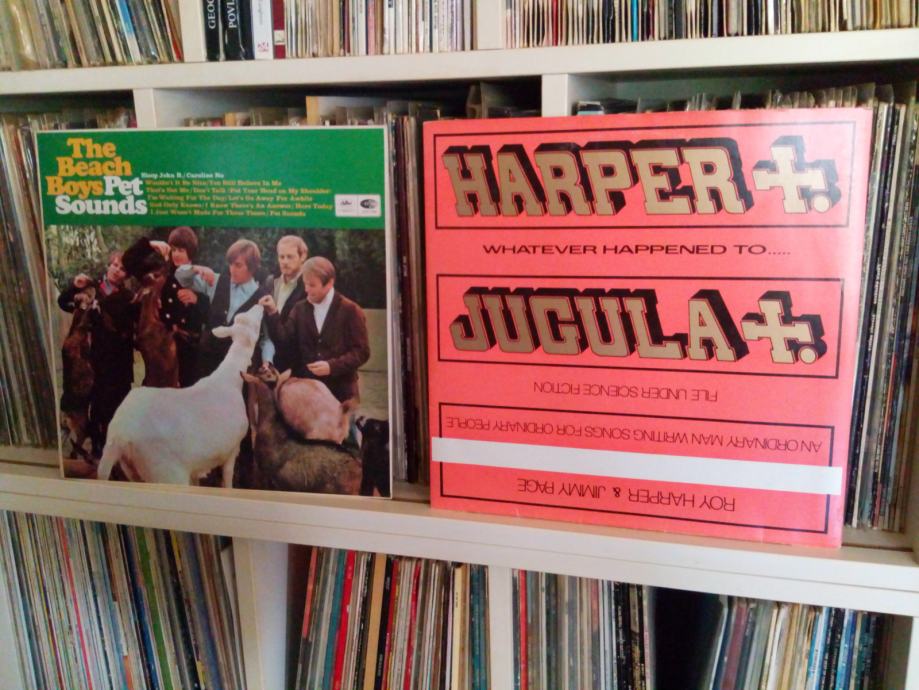 GEOG
POVL
The
Beach
Boys Pet
Sounds
Sloop John B./Caroline No
Wouldn't It Be Nice/You Still Believe In Me
That's Not Me/Don't Talk (Put Your Head on My Shoulder)
I'm Waiting For The Day/Let's Go Away For Awhile
God Only Knows/I Know There's An Answer/Here Today
I Just Wasn't Made For These Times/Pet Sounds
HARPER
WHATEVER HAPPENED TO.....
JUGULA
FILE UNDER SCIENCE FICTION
AN ORDINARY MAN WRITING SONGS FOR ORDINARY PEOPLE
ROY HARPER & JIMMY PAGE